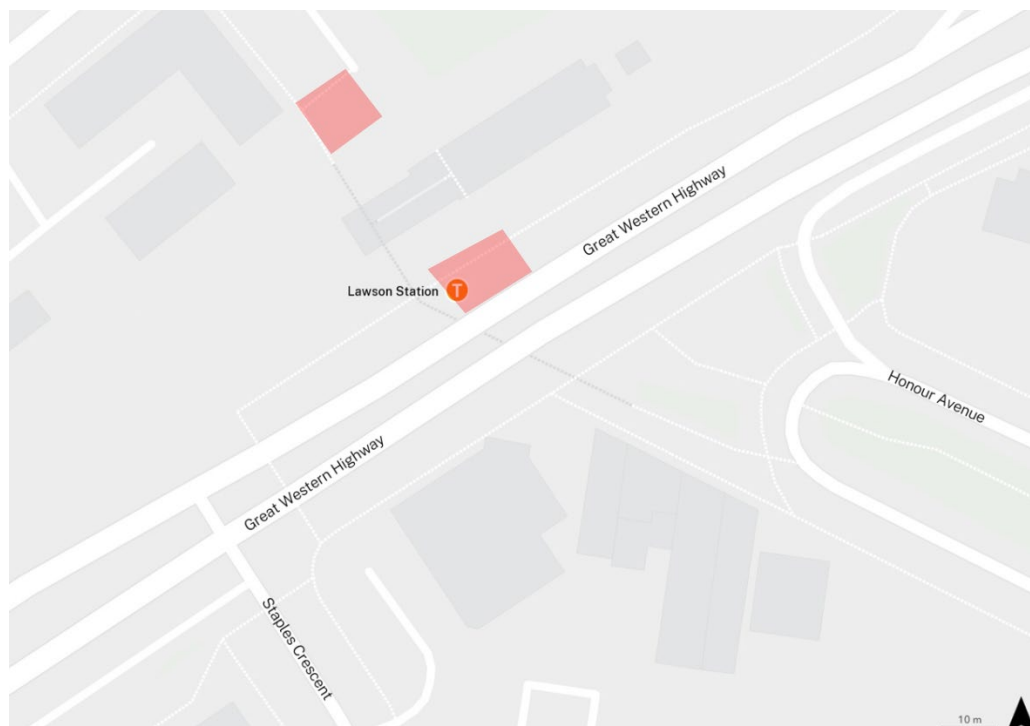 Great Western Highway
Lawson Station
T
Honour Avenue
Great Western Highway
Staples Crescent
10 m